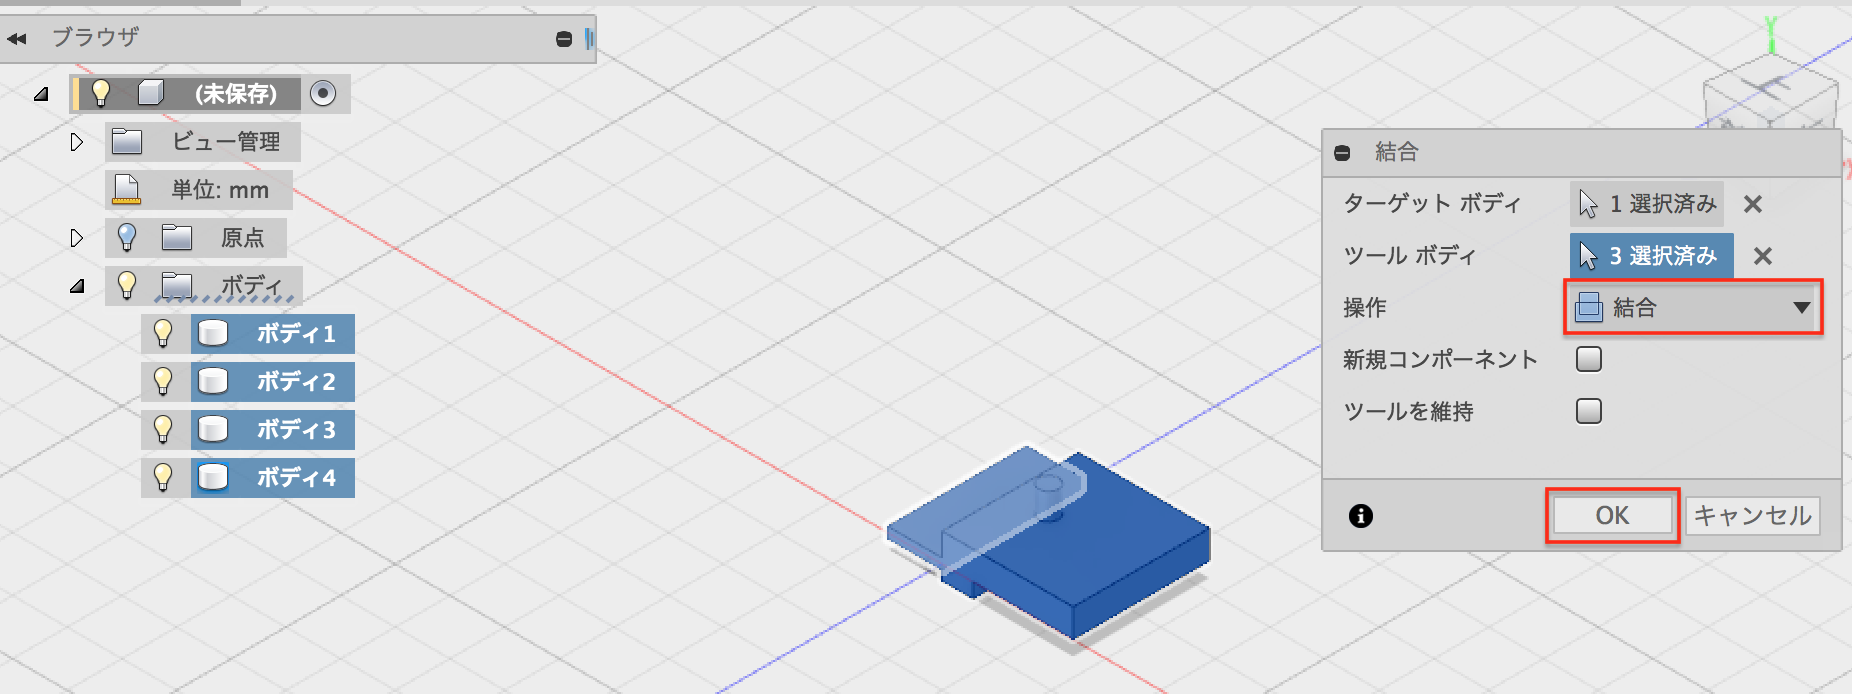 ブラウザ
(未保存)
ビュー管理
単位: mm
原点
ボディ
ボディ1
ボディ2
ボディ3
ボディ4
Y
結合
ターゲット ボディ
1 選択済み
ツール ボディ
3 選択済み
操作
結合
新規コンポーネント
ツールを維持
OK
キャンセル